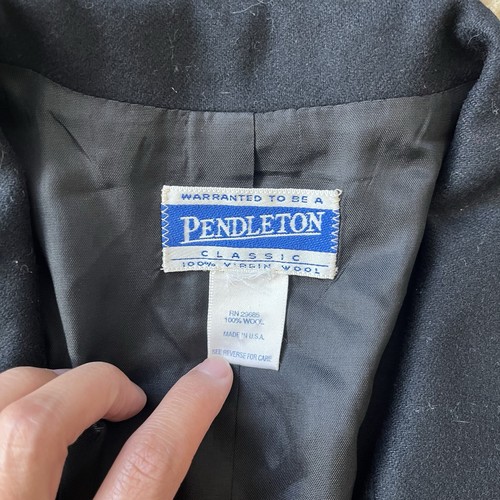 WARRANTED TO BE A
PENDLETON
CLASSIC
100% VIRGIN WOOL
RN 29685
100% WOOL
MADE IN U.S.A.
SEE REVERSE FOR CARE